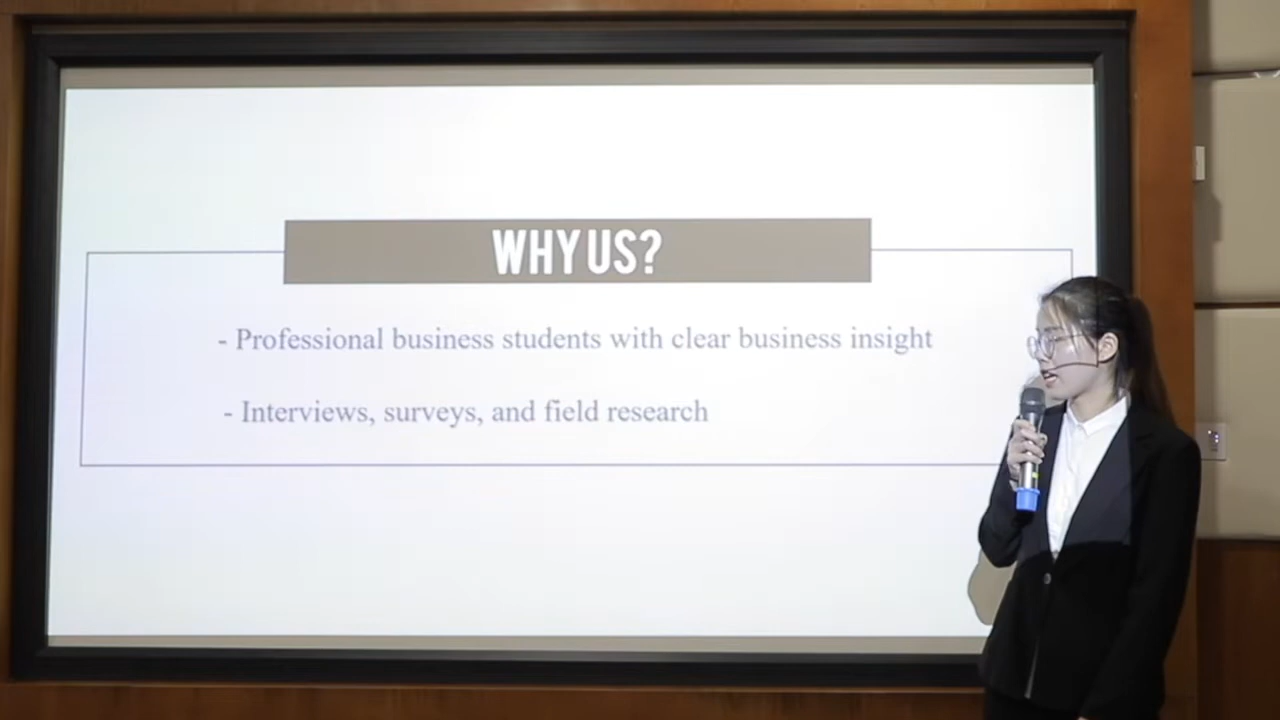 WHY US?
- Professional business students with clear business insight
- Interviews, surveys, and field research